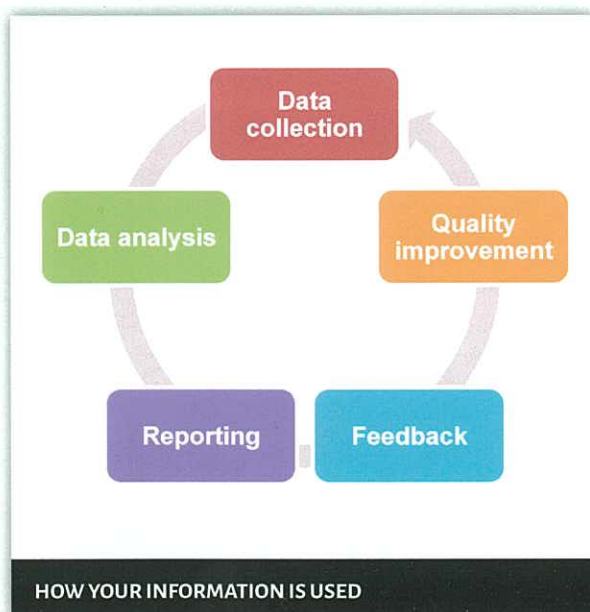 Data
collection
Data analysis
Quality
improvement
Reporting
Feedback
HOW YOUR INFORMATION IS USED